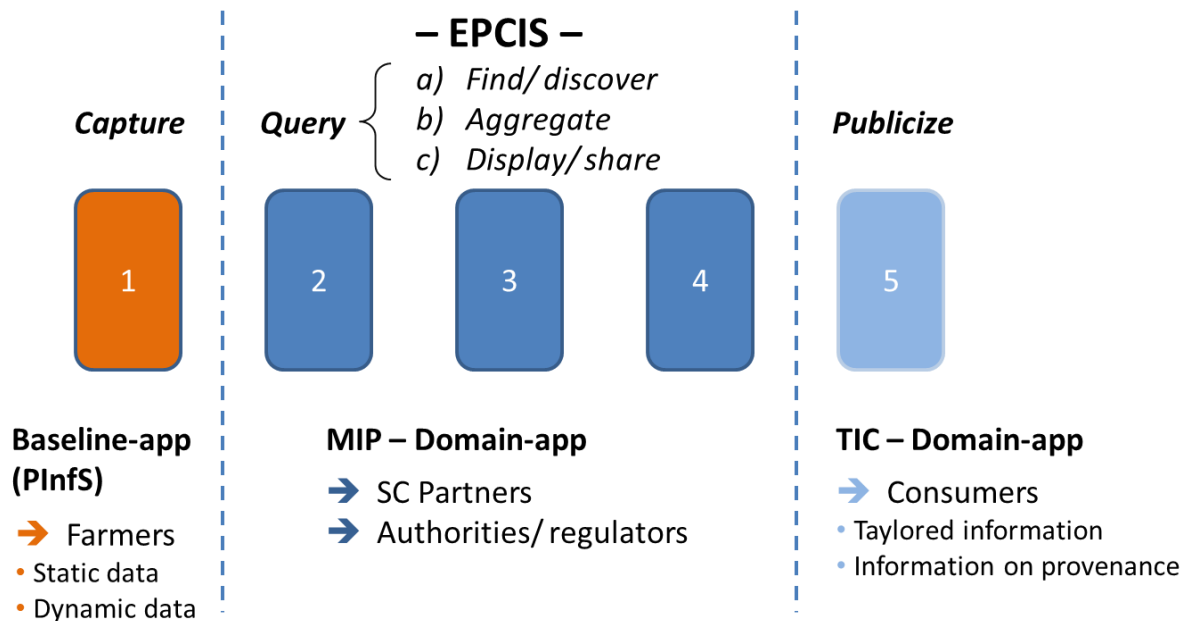 – EPCIS –
Capture
Query
a) Find/ discover
b) Aggregate
c) Display/ share
Publicize
1
2
3
4
5
Baseline-app
(PInfS)
➔ Farmers
• Static data
• Dynamic data
MIP – Domain-app
➔ SC Partners
➔ Authorities/ regulators
TIC – Domain-app
➔ Consumers
• Taylored information
• Information on provenance